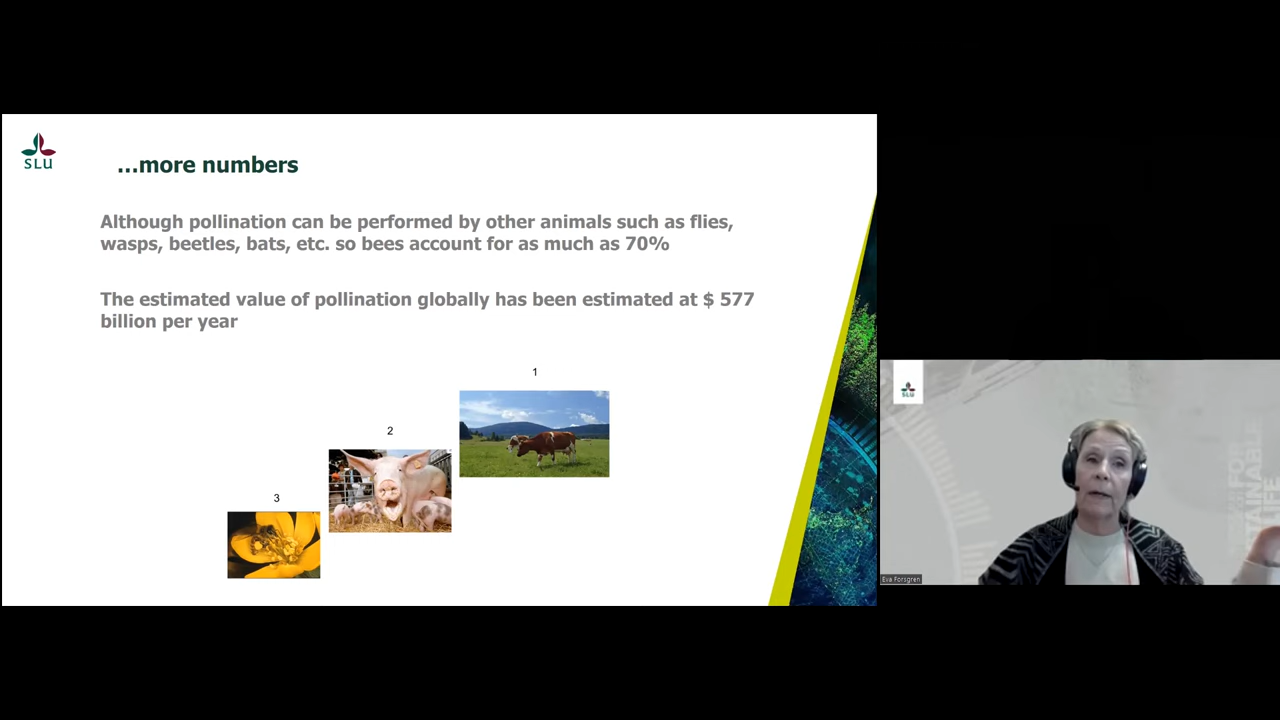 SLU
...more numbers
Although pollination can be performed by other animals such as flies,
wasps, beetles, bats, etc. so bees account for as much as 70%
The estimated value of pollination globally has been estimated at $ 577
billion per year
1
2
3
SLU
Eva Forsgren